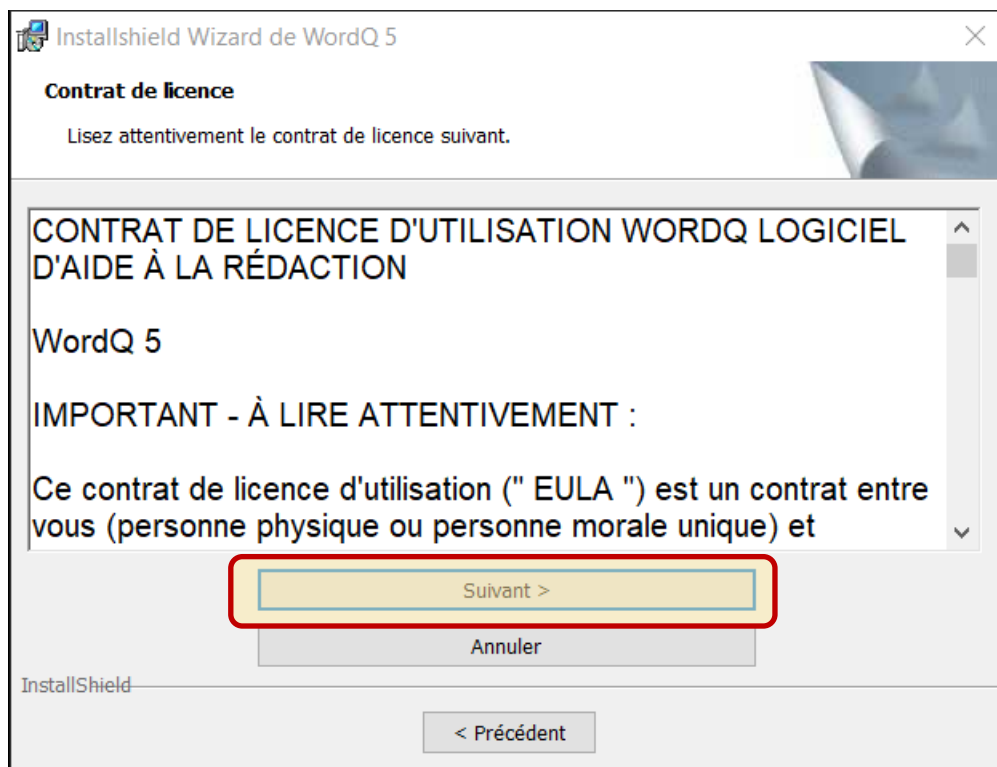 Installshield Wizard de WordQ 5
Contrat de licence
Lisez attentivement le contrat de licence suivant.
CONTRAT DE LICENCE D'UTILISATION WORDQ LOGICIEL
D'AIDE À LA RÉDACTION
WordQ 5
IMPORTANT - À LIRE ATTENTIVEMENT :
Ce contrat de licence d'utilisation (" EULA ") est un contrat entre
vous (personne physique ou personne morale unique) et
Suivant >
Annuler
InstallShield
< Précédent